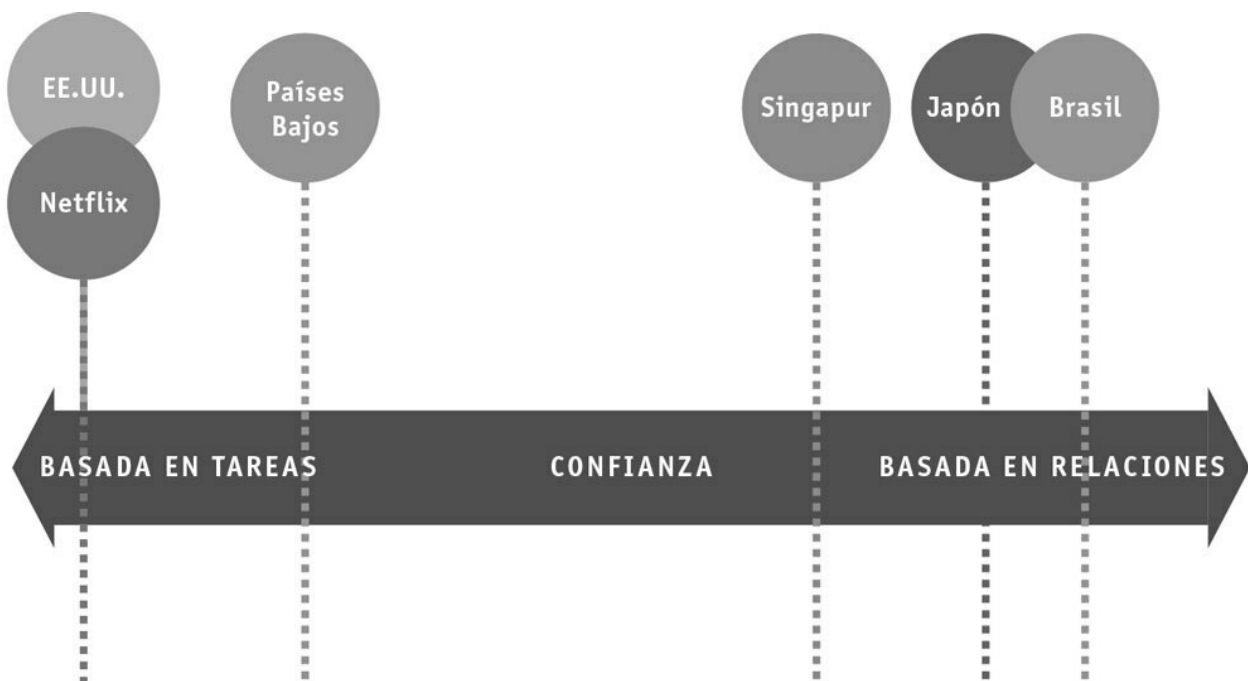 EE.UU.
Netflix
Países
Bajos
Singapur
Japón
Brasil
BASADA EN TAREAS
CONFIANZA
BASADA EN RELACIONES